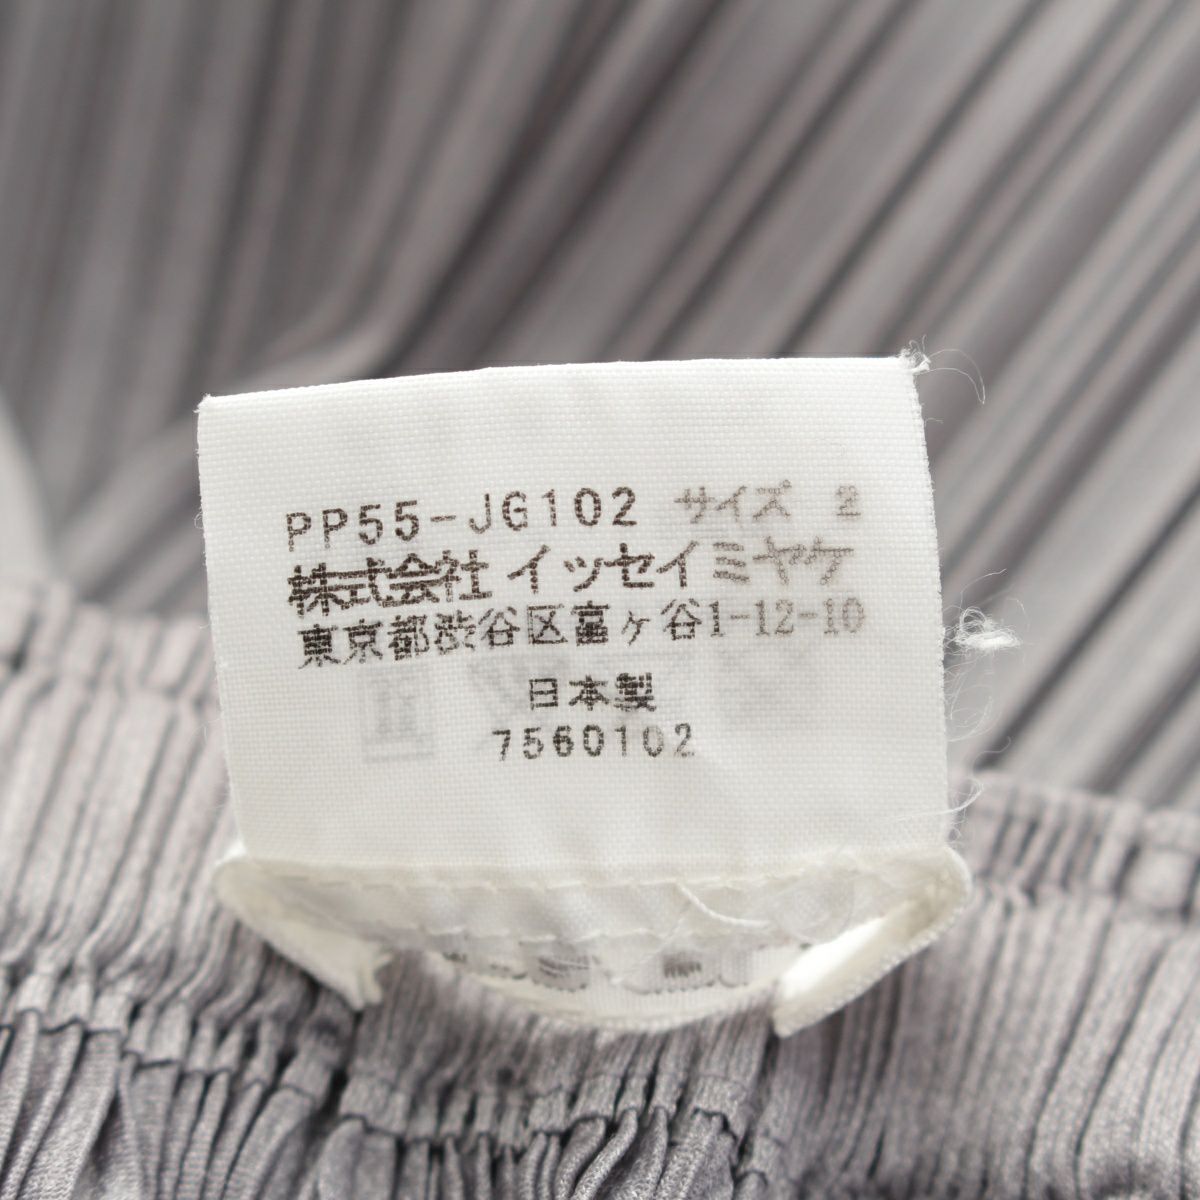 PP55-JG102 サイズ 2
株式会社 イッセイミヤケ
東京都渋谷区富ヶ谷1-12-10
日本製
7560102